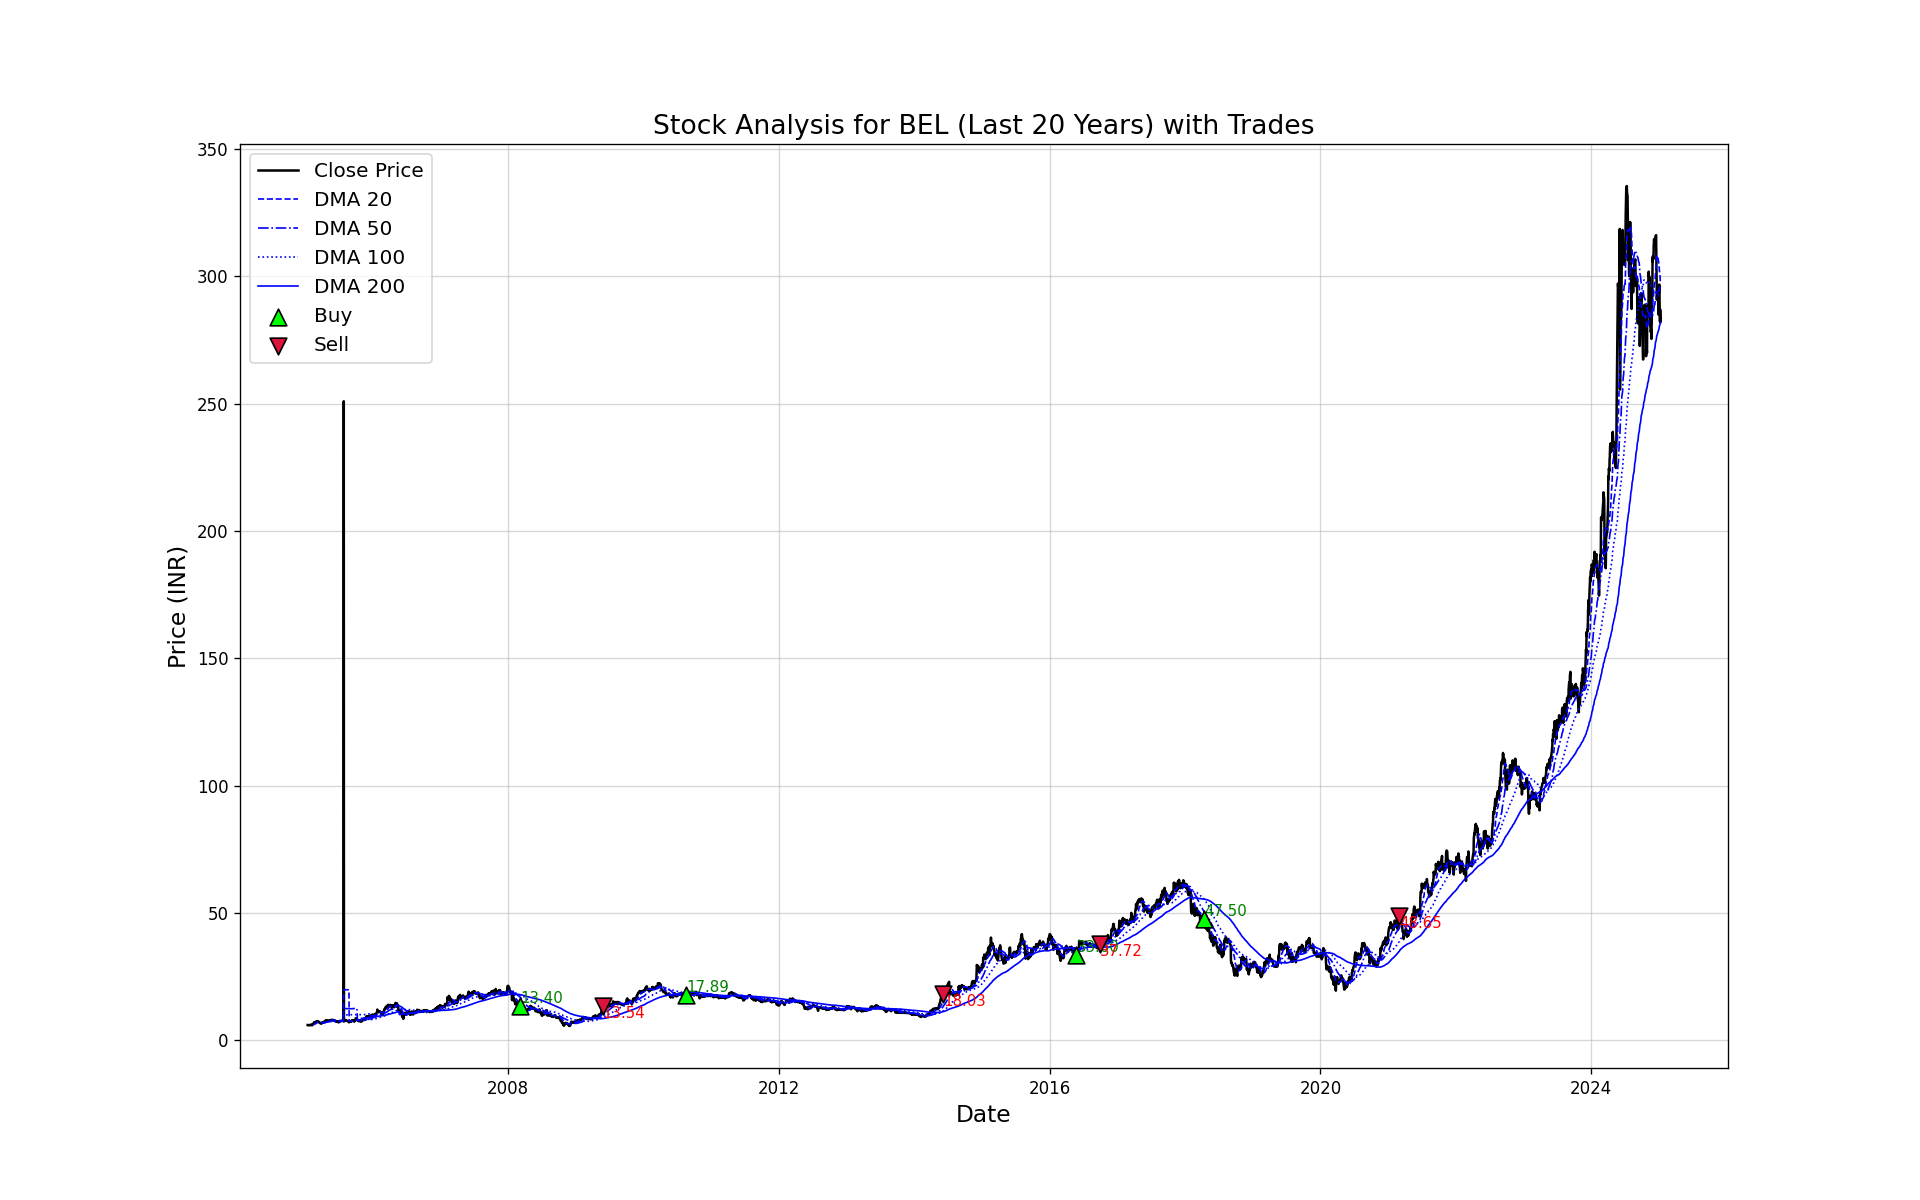 Stock Analysis for BEL (Last 20 Years) with Trades
350
300
250
200
150
100
50
0
Price (INR)
Close Price
DMA 20
DMA 50
DMA 100
DMA 200
Buy
Sell
13.40
13.54
17.89
18.03
37.72
47.50
2008
2012
2016
2020
2024
Date